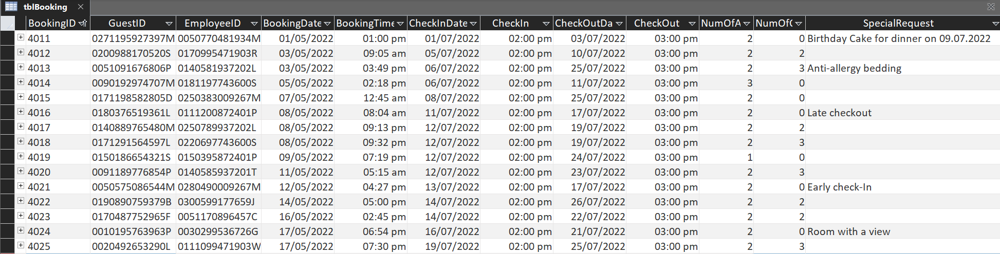 tblBooking
BookingID GuestID EmployeeID BookingDate BookingTime CheckInDate CheckIn CheckOutDa CheckOut NumOfA NumOfC SpecialRequest
4011 0271195927397M 0050770481934M 01/05/2022 01:00 pm 01/07/2022 02:00 pm 03/07/2022 03:00 pm 2 0 Birthday Cake for dinner on 09.07.2022
4012 0200988170520S 0170995471903R 03/05/2022 09:05 am 05/07/2022 02:00 pm 10/07/2022 03:00 pm 2 2
4013 0051091676806P 0140581937202L 03/05/2022 03:49 pm 06/07/2022 02:00 pm 25/07/2022 03:00 pm 2 3 Anti-allergy bedding
4014 0090192974707M 0181197743600S 05/05/2022 02:18 pm 06/07/2022 02:00 pm 11/07/2022 03:00 pm 3 0
4015 0171198582805D 0250383009267M 07/05/2022 12:45 am 08/07/2022 02:00 pm 25/07/2022 03:00 pm 2 0
4016 0180376519361L 0111200872401P 08/05/2022 08:04 am 11/07/2022 02:00 pm 17/07/2022 03:00 pm 2 0 Late checkout
4017 0140889765480M 0250789937202L 08/05/2022 09:13 pm 12/07/2022 02:00 pm 19/07/2022 03:00 pm 2 2
4018 0171291564597L 0220697743600S 08/05/2022 09:32 pm 12/07/2022 02:00 pm 19/07/2022 03:00 pm 2 3
4019 0150186654321S 0150395872401P 09/05/2022 07:19 pm 12/07/2022 02:00 pm 24/07/2022 03:00 pm 1 0
4020 0091189776854P 0140585937201T 11/05/2022 05:15 am 12/07/2022 02:00 pm 23/07/2022 03:00 pm 2 3
4021 0050575086544M 0280490009267M 12/05/2022 04:27 pm 13/07/2022 02:00 pm 17/07/2022 03:00 pm 2 0 Early check-In
4022 0190890759379B 0300599177659J 14/05/2022 05:00 pm 14/07/2022 02:00 pm 26/07/2022 03:00 pm 2 2
4023 0170487752965F 0051170896457C 16/05/2022 02:45 pm 14/07/2022 02:00 pm 22/07/2022 03:00 pm 2 2
4024 0010195763963P 0030299536726G 17/05/2022 06:54 pm 16/07/2022 02:00 pm 21/07/2022 03:00 pm 2 0 Room with a view
4025 0020492653290L 0111099471903W 17/05/2022 07:30 pm 19/07/2022 02:00 pm 25/07/2022 03:00 pm 2 3